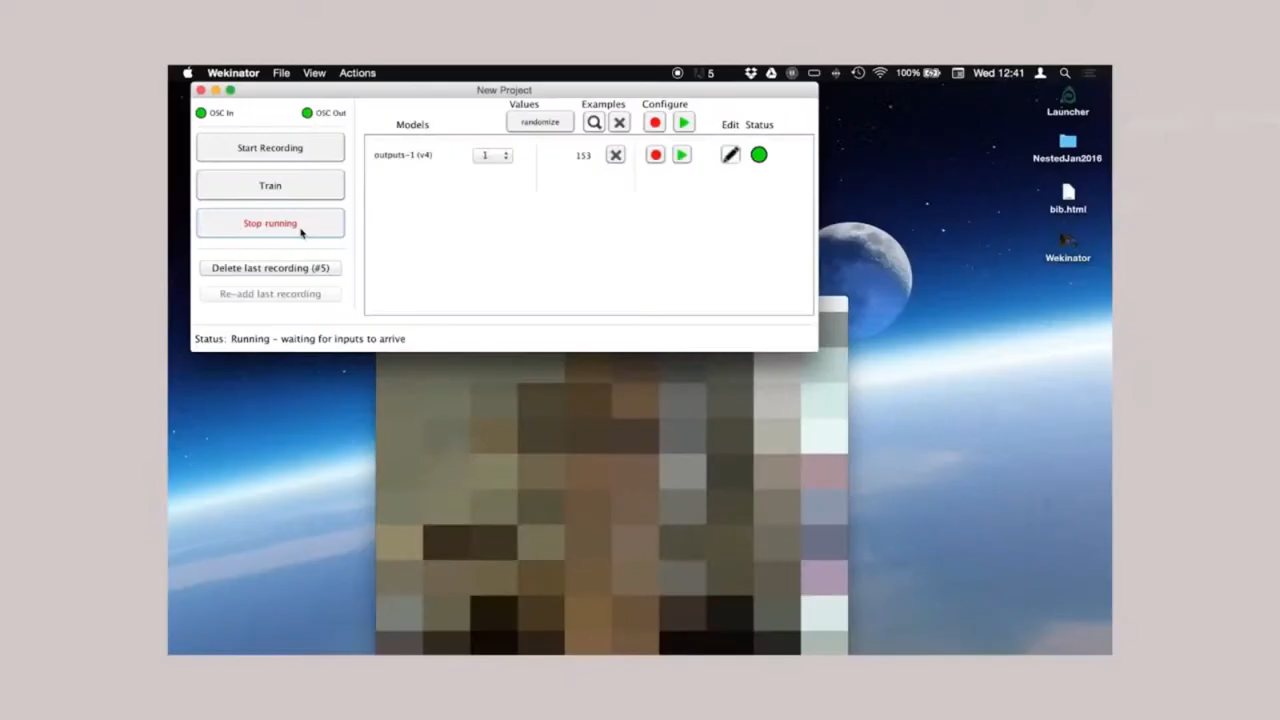 Wekinator File View Actions 5 100% Wed 12:41
New Project
OSC In OSC Out
Start Recording
Train
Stop running
Delete last recording (#5)
Re-add last recording
Values Examples Configure
randomize
Models Edit Status
outputs-1 (v4) 1 153
Status: Running - waiting for inputs to arrive
Launcher
NestedJan2016
bib.html
Wekinator